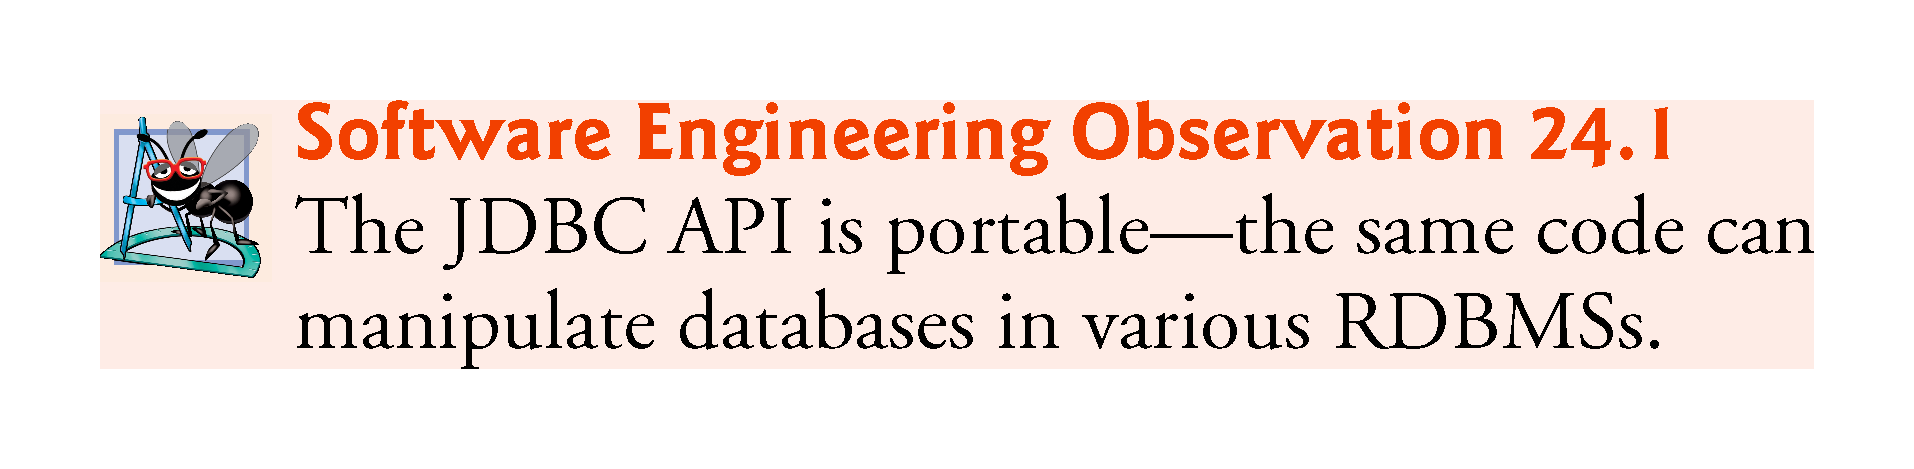 Software Engineering Observation 24.1
The JDBC API is portable—the same code can
manipulate databases in various RDBMSs.